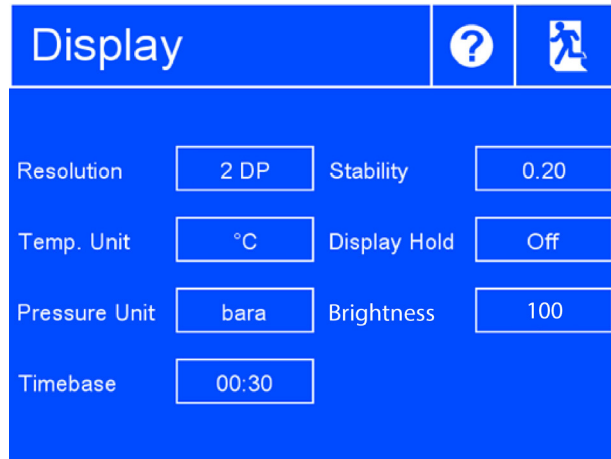 Display ?
Resolution 2 DP Stability 0.20
Temp. Unit °C Display Hold Off
Pressure Unit bara Brightness 100
Timebase 00:30